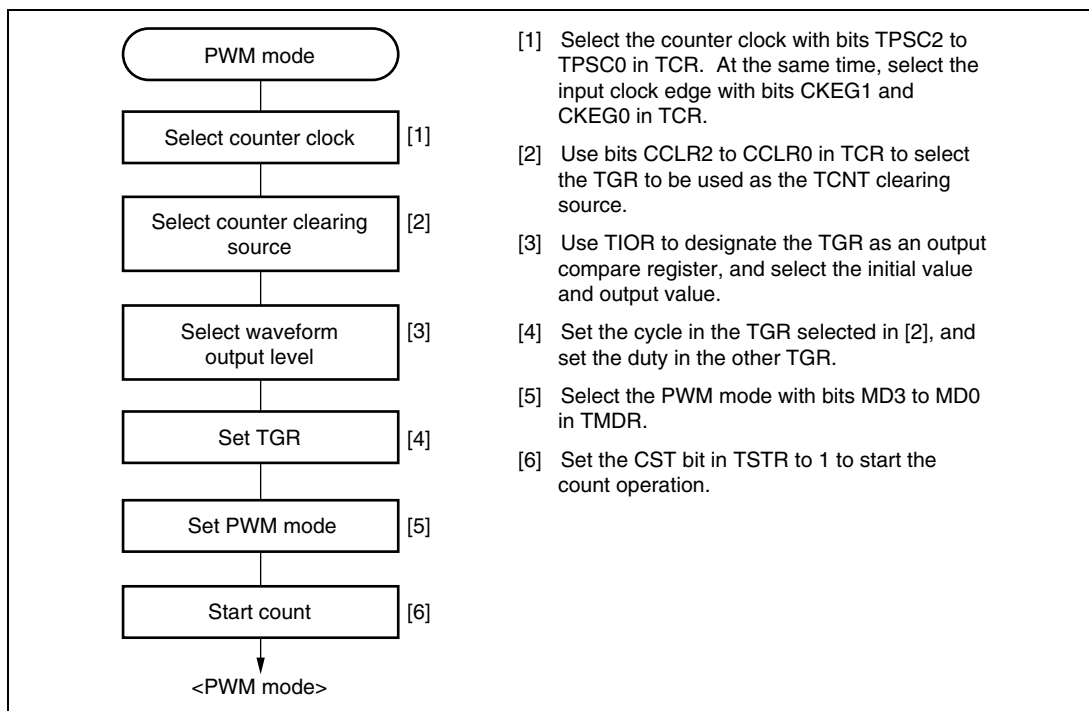 PWM mode
Select counter clock
[1]
Select counter clearing
source
[2]
Select waveform
output level
[3]
Set TGR
[4]
Set PWM mode
[5]
Start count
[6]
<PWM mode>
[1] Select the counter clock with bits TPSC2 to
TPSC0 in TCR. At the same time, select the
input clock edge with bits CKEG1 and
CKEG0 in TCR.
[2] Use bits CCLR2 to CCLR0 in TCR to select
the TGR to be used as the TCNT clearing
source.
[3] Use TIOR to designate the TGR as an output
compare register, and select the initial value
and output value.
[4] Set the cycle in the TGR selected in [2], and
set the duty in the other TGR.
[5] Select the PWM mode with bits MD3 to MD0
in TMDR.
[6] Set the CST bit in TSTR to 1 to start the
count operation.